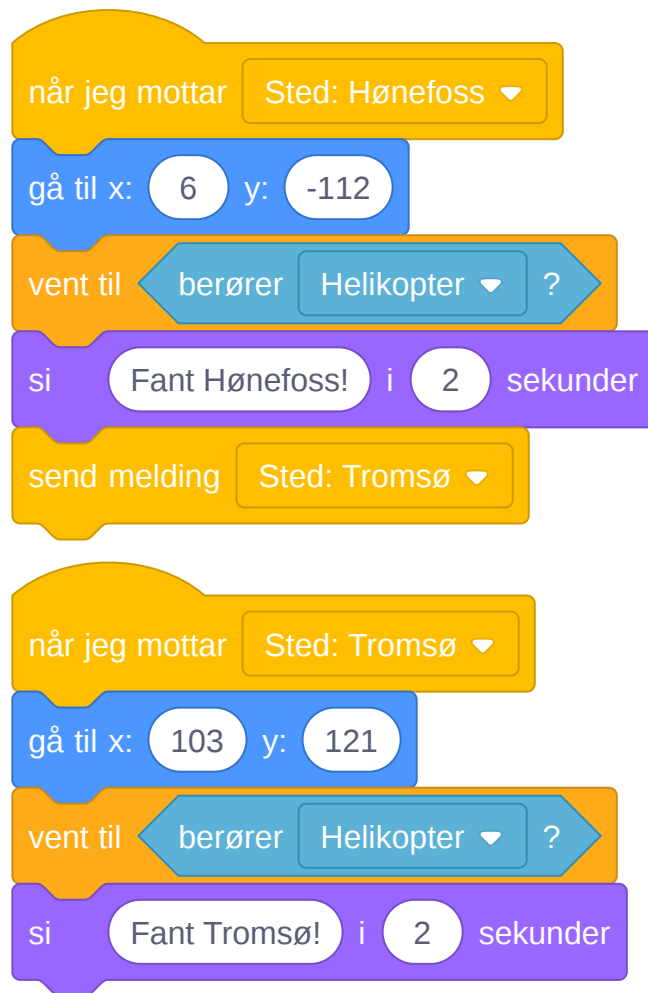 når jeg mottar Sted: Hønefoss
gå til x: 6 y: -112
vent til berører Helikopter ?
si Fant Hønefoss! i 2 sekunder
send melding Sted: Tromsø
når jeg mottar Sted: Tromsø
gå til x: 103 y: 121
vent til berører Helikopter ?
si Fant Tromsø! i 2 sekunder